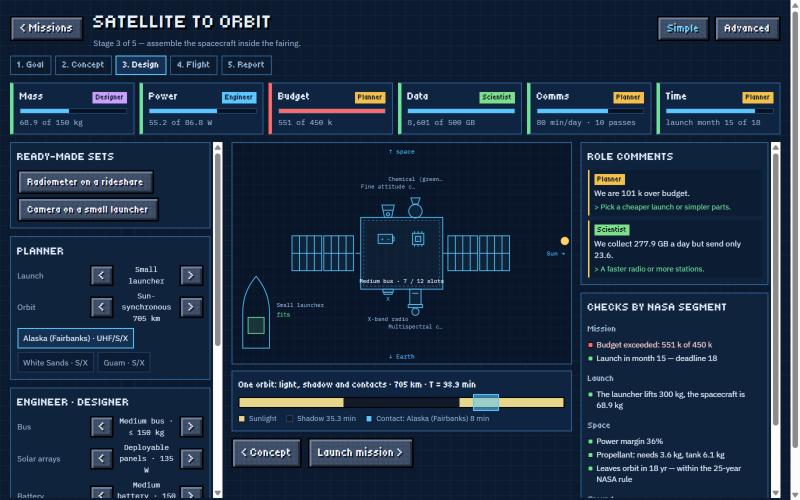 < Missions
SATELLITE TO ORBIT
Stage 3 of 5 — assemble the spacecraft inside the fairing.
Simple
Advanced
1. Goal
2. Concept
3. Design
4. Flight
5. Report
Mass
Designer
68.9 of 150 kg
Power
Engineer
55.2 of 86.8 W
Budget
Planner
551 of 450 k
Data
Scientist
8,601 of 500 GB
Comms
Planner
80 min/day · 10 passes
Time
Planner
launch month 15 of 18
READY-MADE SETS
Radiometer on a rideshare
Camera on a small launcher
PLANNER
Launch
<
Small
launcher
>
Orbit
<
Sun-
synchronous
705 km
>
Alaska (Fairbanks) · UHF/S/X
White Sands · S/X
Guam · S/X
ENGINEER · DESIGNER
Bus
<
Medium bus ·
≤ 150 kg
>
Solar arrays
<
Deployable
panels · 135
W
>
Battery
<
Medium
battery · 150
>
↑ space
Chemical (green…
Fine attitude c…
Sun →
Medium bus · 7 / 12 slots
X
Small launcher
fits
X-band radio
Multispectral c…
↓ Earth
One orbit: light, shadow and contacts · 705 km · T = 98.9 min
Sunlight
Shadow 35.3 min
Contact: Alaska (Fairbanks) 8 min
< Concept
Launch mission >
ROLE COMMENTS
Planner
We are 101 k over budget.
> Pick a cheaper launch or simpler parts.
Scientist
We collect 277.9 GB a day but send only
23.6.
> A faster radio or more stations.
CHECKS BY NASA SEGMENT
Mission
Budget exceeded: 551 k of 450 k
Launch in month 15 — deadline 18
Launch
The launcher lifts 300 kg, the spacecraft is
68.9 kg
Space
Power margin 36%
Propellant: needs 3.6 kg, tank 6.1 kg
Leaves orbit in 18 yr — within the 25-year
NASA rule